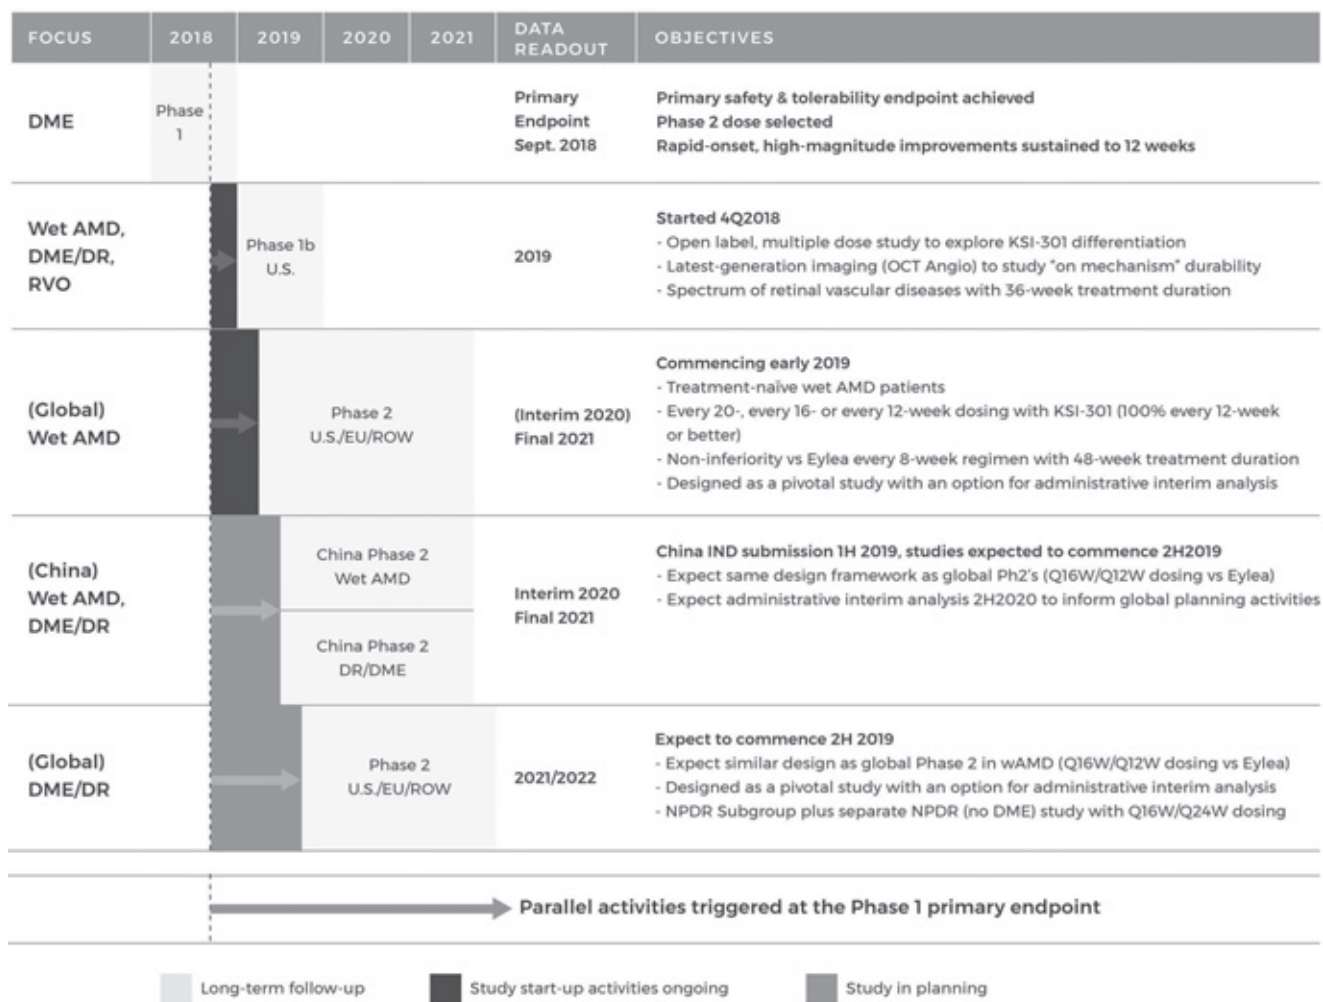 FOCUS
2018
2019
2020
2021
DATA
READOUT
OBJECTIVES
DME
Phase
1
Primary
Endpoint
Sept. 2018
Primary safety & tolerability endpoint achieved
Phase 2 dose selected
Rapid-onset, high-magnitude improvements sustained to 12 weeks
Wet AMD,
DME/DR,
RVO
Phase 1b
U.S.
2019
Started 4Q2018
- Open label, multiple dose study to explore KSI-301 differentiation
- Latest-generation imaging (OCT Angio) to study "on mechanism" durability
- Spectrum of retinal vascular diseases with 36-week treatment duration
(Global)
Wet AMD
Phase 2
U.S./EU/ROW
(Interim 2020)
Final 2021
Commencing early 2019
- Treatment-naïve wet AMD patients
- Every 20-, every 16- or every 12-week dosing with KSI-301 (100% every 12-week
or better)
- Non-inferiority vs Eylea every 8-week regimen with 48-week treatment duration
- Designed as a pivotal study with an option for administrative interim analysis
(China)
Wet AMD,
DME/DR
China Phase 2
Wet AMD
China Phase 2
DR/DME
Interim 2020
Final 2021
China IND submission 1H 2019, studies expected to commence 2H2019
- Expect same design framework as global Ph2's (Q16W/Q12W dosing vs Eylea)
- Expect administrative interim analysis 2H2020 to inform global planning activities
(Global)
DME/DR
Phase 2
U.S./EU/ROW
2021/2022
Expect to commence 2H 2019
- Expect similar design as global Phase 2 in wAMD (Q16W/Q12W dosing vs Eylea)
- Designed as a pivotal study with an option for administrative interim analysis
- NPDR Subgroup plus separate NPDR (no DME) study with Q16W/Q24W dosing
Parallel activities triggered at the Phase 1 primary endpoint
Long-term follow-up
Study start-up activities ongoing
Study in planning